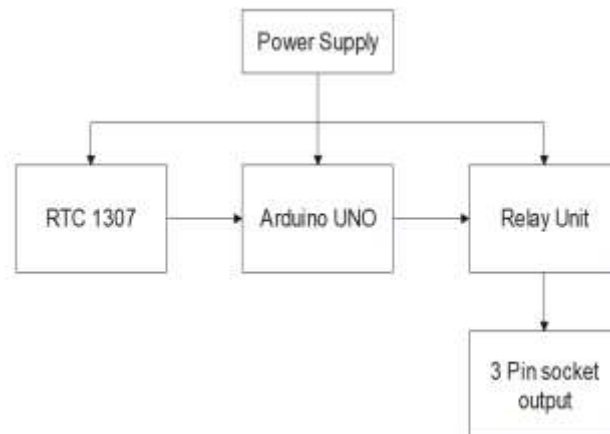 Power Supply
RTC 1307
Arduino UNO
Relay Unit
3 Pin socket
output